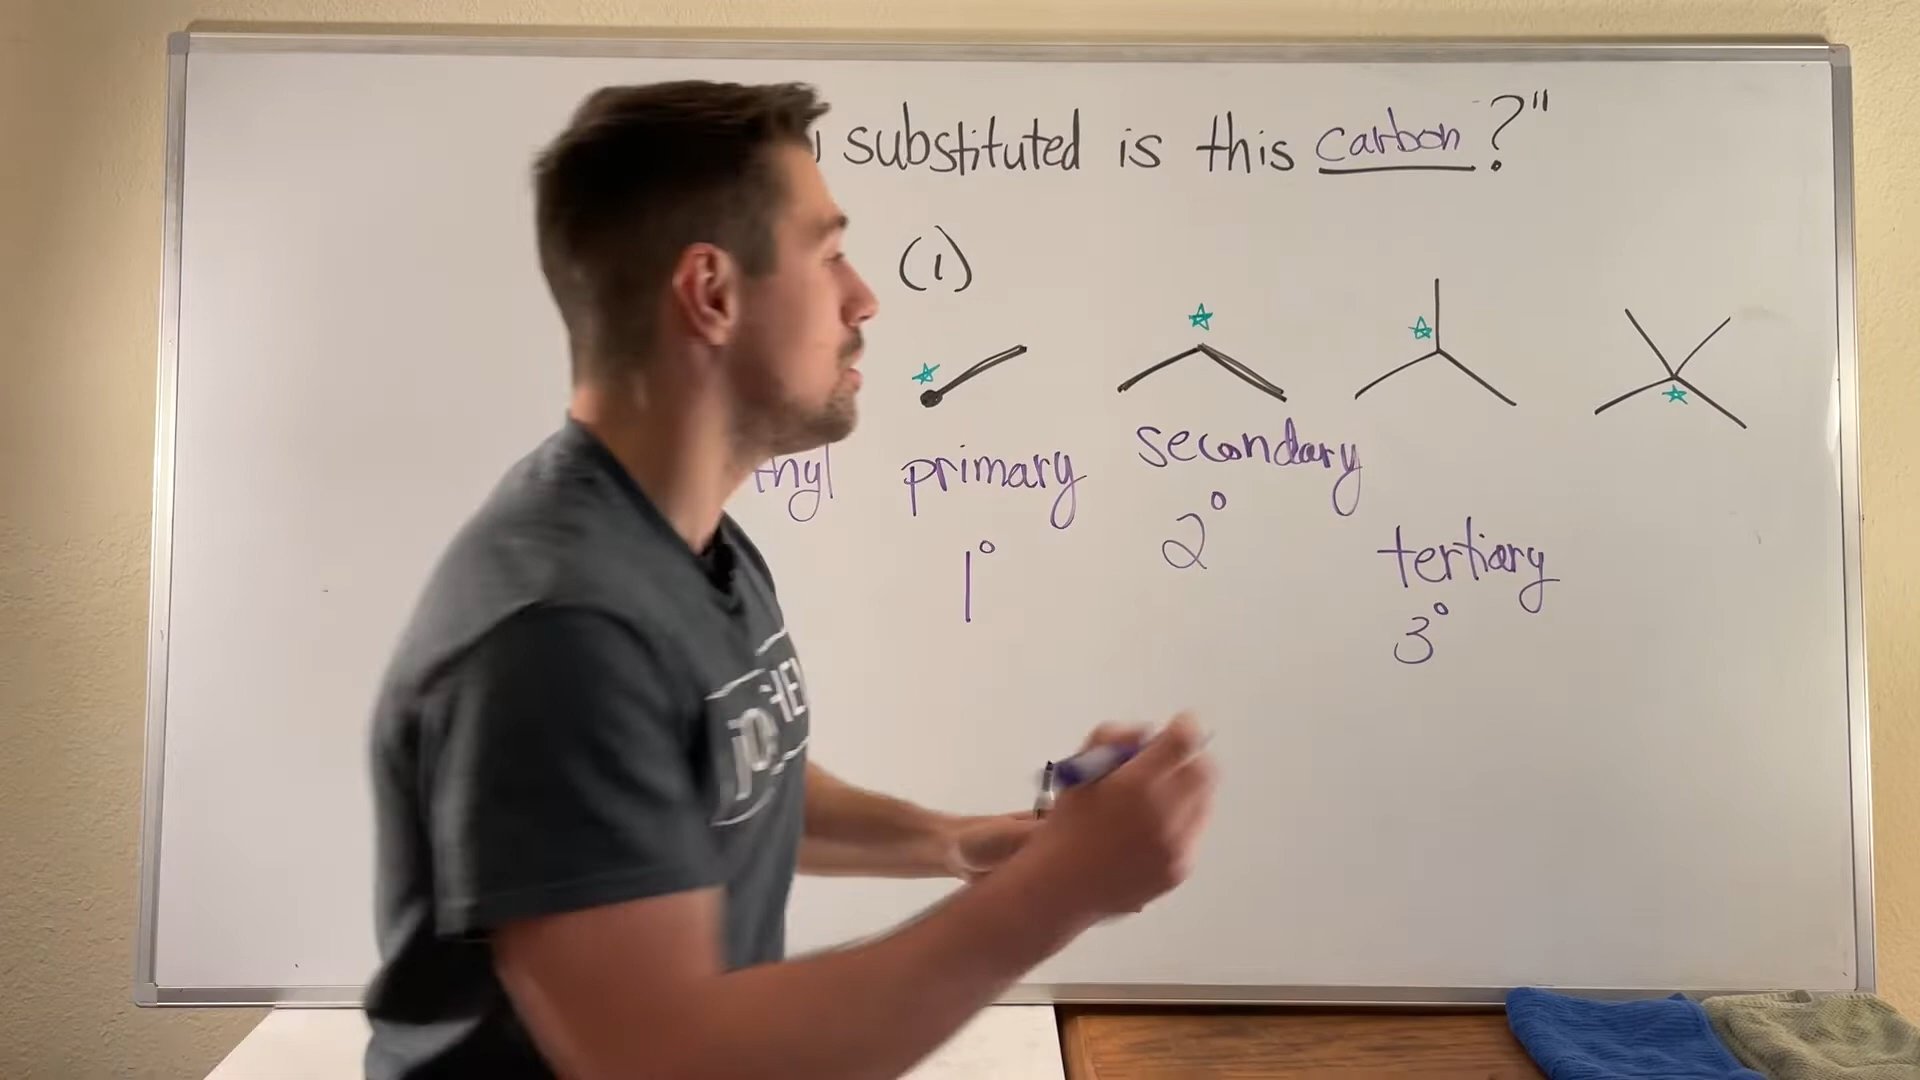 substituted is this carbon?"
(1)
thyl primary secondary
1° 2°
tertiary
3°